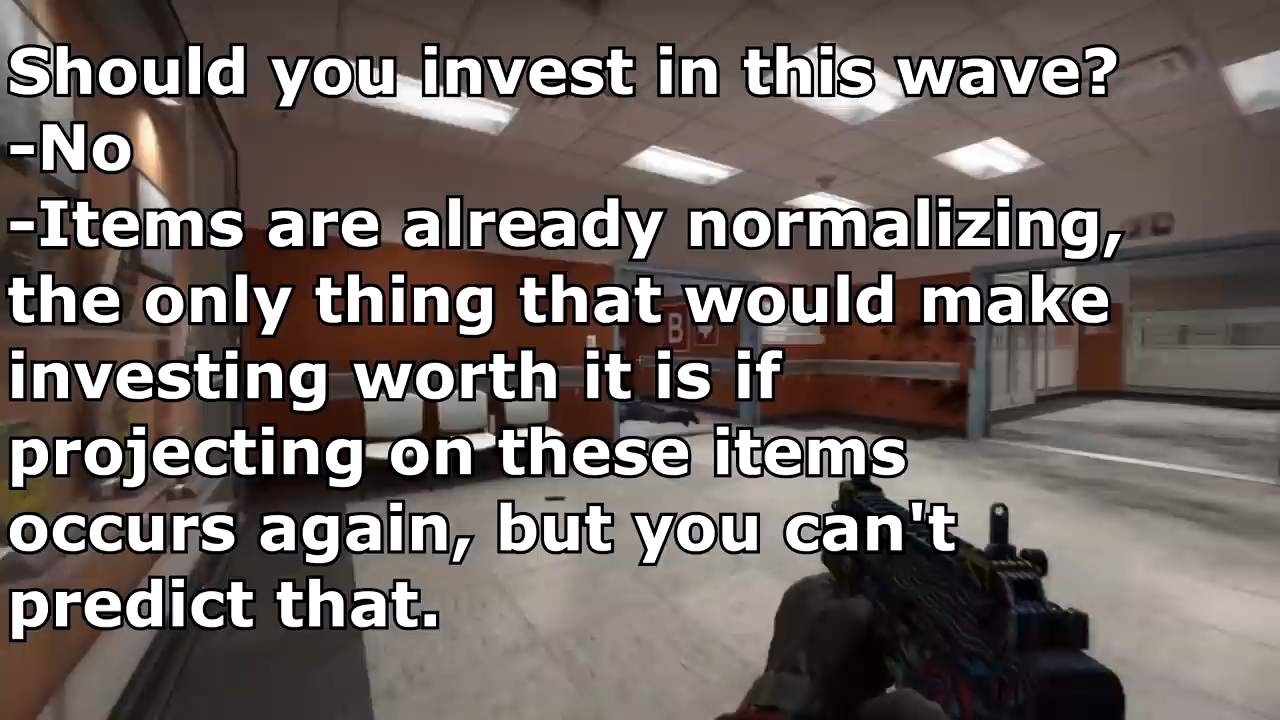 Should you invest in this wave?
-No
-Items are already normalizing,
the only thing that would make
investing worth it is if
projecting on these items
occurs again, but you can't
predict that.
B